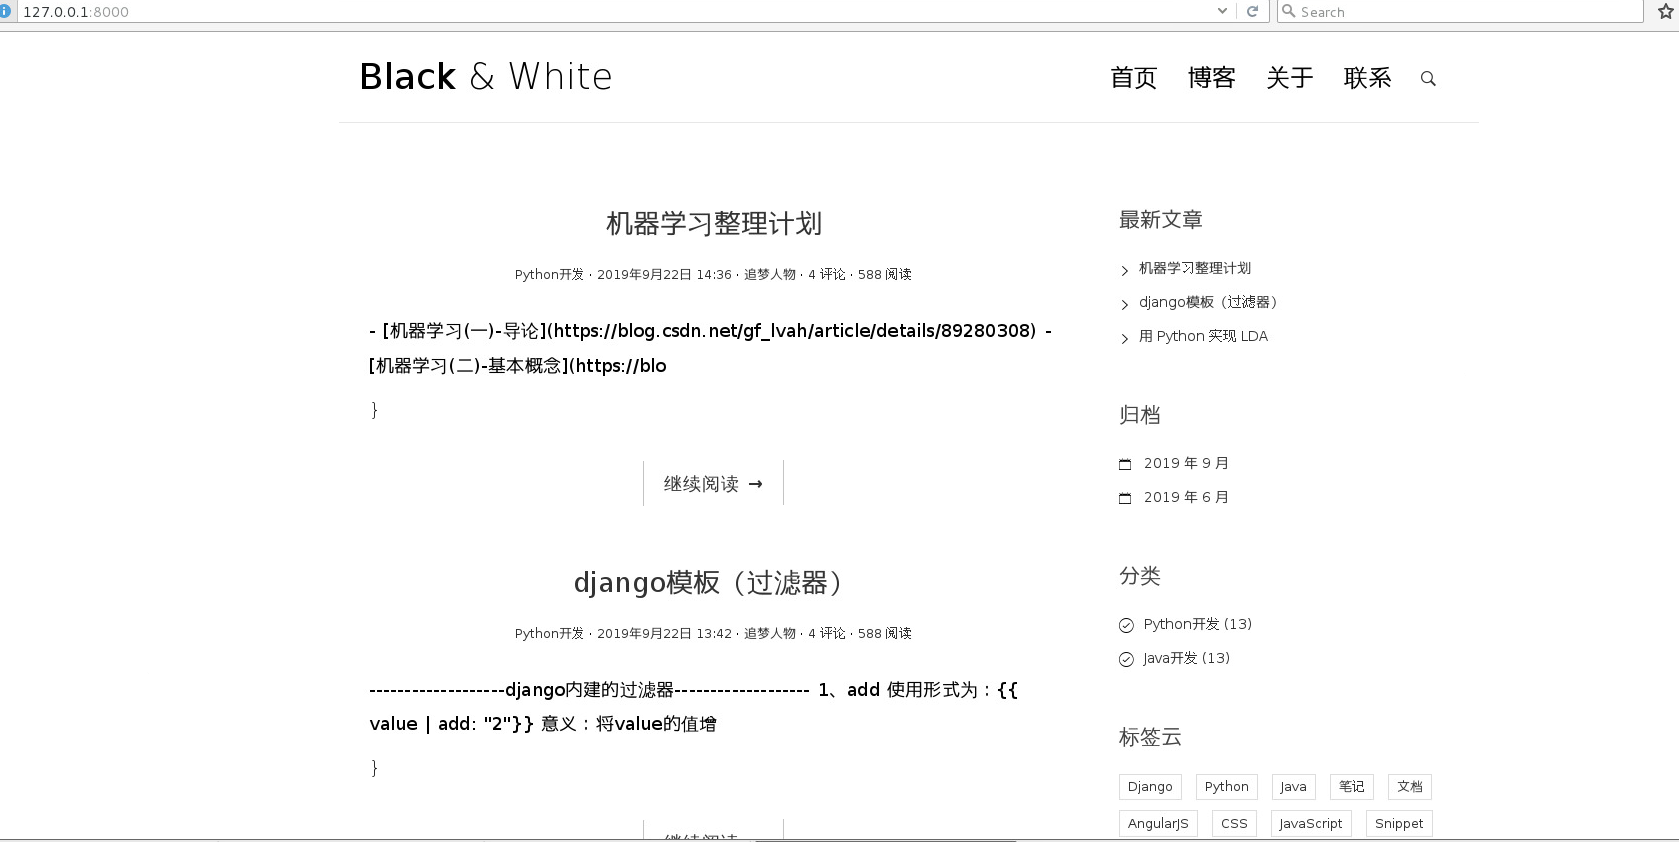 127.0.0.1:8000
Search
Black & White
首页 博客 关于 联系
机器学习整理计划
Python开发 · 2019年9月22日 14:36 · 追梦人物 · 4 评论 · 588 阅读
- [机器学习(一)-导论](https://blog.csdn.net/gf_lvah/article/details/89280308) -
[机器学习(二)-基本概念](https://blo
}
继续阅读 →
django模板（过滤器）
Python开发 · 2019年9月22日 13:42 · 追梦人物 · 4 评论 · 588 阅读
-------------------django内建的过滤器------------------- 1、add 使用形式为：{{
value | add: "2"}} 意义：将value的值增
}
继续阅读
最新文章
机器学习整理计划
django模板（过滤器）
用 Python 实现 LDA
归档
2019 年 9 月
2019 年 6 月
分类
Python开发 (13)
Java开发 (13)
标签云
Django Python Java 笔记 文档
AngularJS CSS JavaScript Snippet